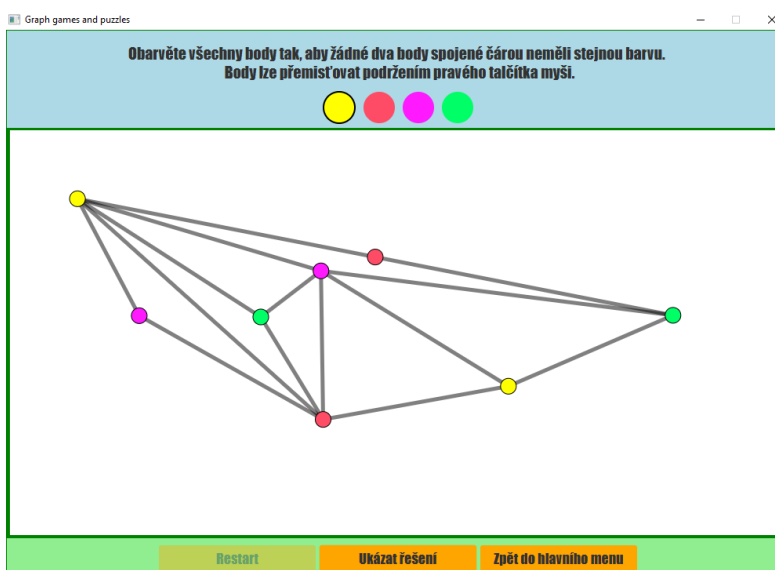 Graph games and puzzles
Obarvěte všechny body tak, aby žádné dva body spojené čárou neměli stejnou barvu.
Body lze přemisťovat podržením pravého talčítka myši.
Restart
Ukázat řešení
Zpět do hlavního menu